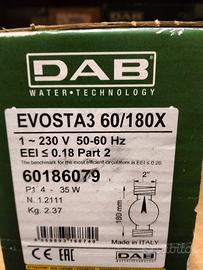 DAB
WATER • TECHNOLOGY
EVOSTA3 60/180X
1 ~ 230 V 50-60 Hz
EEI ≤ 0.18 Part 2
The benchmark for the most efficient circulators is EEI ≤ 0.20
60186079
P1 4 - 35 W
N. 1.2111
Kg: 2.37
2"
180 mm
DAB
Made in ITALY
EAC
CE